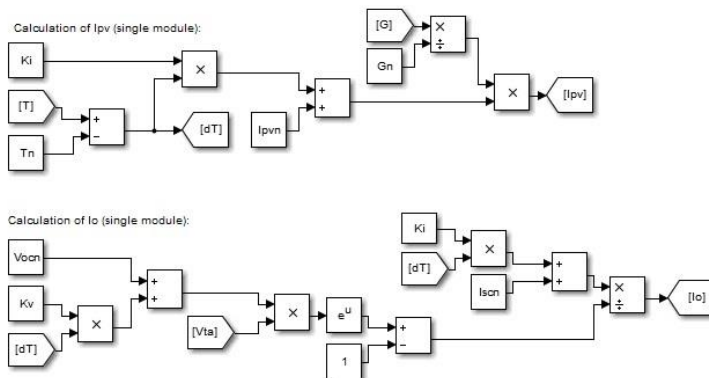 Calculation of Ipv (single module):
[G]
×
÷
Gn
Ki
×
×
[Ipv]
[T]
+
−
[dT]
Ipvn
+
+
Tn
Calculation of Io (single module):
Ki
×
[dT]
+
+
Iscn
×
÷
[Io]
Vocn
+
+
Kv
×
[dT]
[Vta]
×
e^u
+
−
1